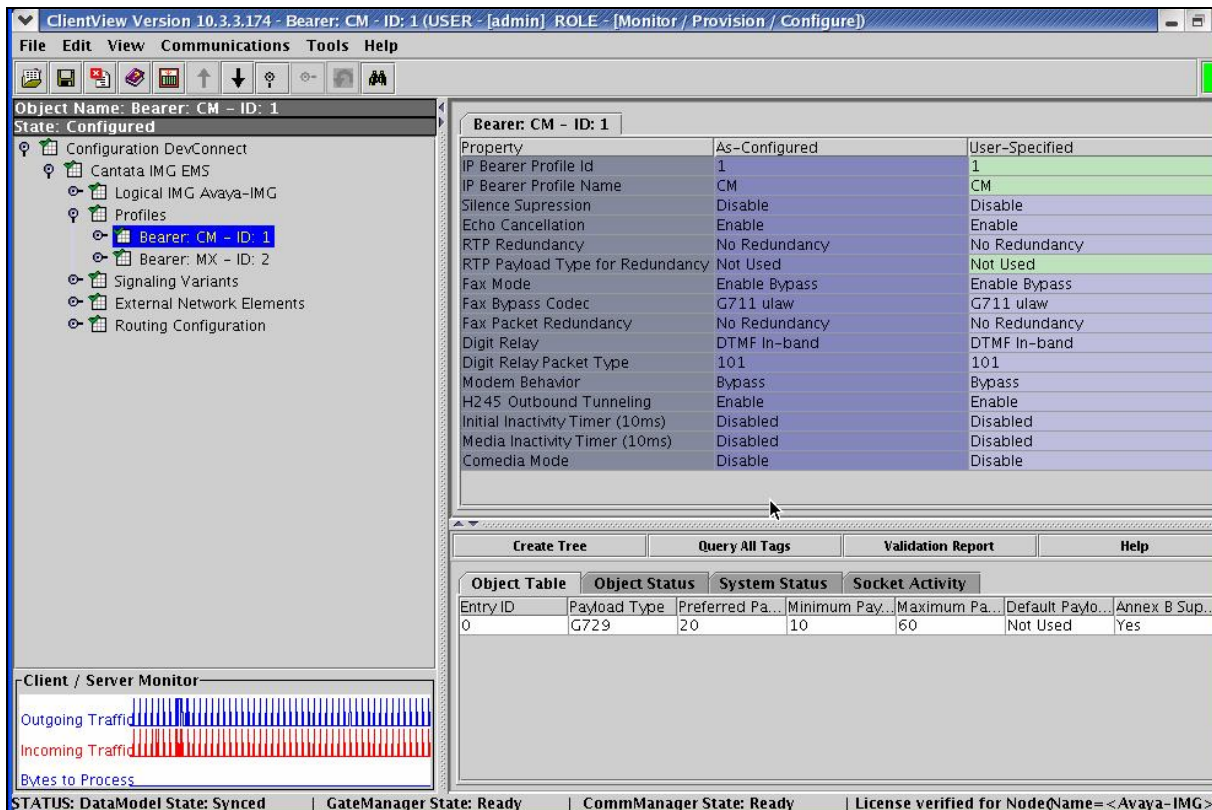 ClientView Version 10.3.3.174 - Bearer: CM - ID: 1 (USER - [admin] ROLE - [Monitor / Provision / Configure])
File Edit View Communications Tools Help
Object Name: Bearer: CM - ID: 1
State: Configured
Configuration DevConnect
Cantata IMG EMS
Logical IMG Avaya-IMG
Profiles
Bearer: CM - ID: 1
Bearer: MX - ID: 2
Signaling Variants
External Network Elements
Routing Configuration
Client / Server Monitor
Outgoing Traffic
Incoming Traffic
Bytes to Process
Bearer: CM - ID: 1
Property As-Configured User-Specified
IP Bearer Profile Id 1 1
IP Bearer Profile Name CM CM
Silence Supression Disable Disable
Echo Cancellation Enable Enable
RTP Redundancy No Redundancy No Redundancy
RTP Payload Type for Redundancy Not Used Not Used
Fax Mode Enable Bypass Enable Bypass
Fax Bypass Codec G711 ulaw G711 ulaw
Fax Packet Redundancy No Redundancy No Redundancy
Digit Relay DTMF In-band DTMF In-band
Digit Relay Packet Type 101 101
Modem Behavior Bypass Bypass
H245 Outbound Tunneling Enable Enable
Initial Inactivity Timer (10ms) Disabled Disabled
Media Inactivity Timer (10ms) Disabled Disabled
Comedia Mode Disable Disable
Create Tree Query All Tags Validation Report Help
Object Table Object Status System Status Socket Activity
Entry ID Payload Type Preferred Pa... Minimum Pay... Maximum Pa... Default Paylo... Annex B Sup...
0 G729 20 10 60 Not Used Yes
STATUS: DataModel State: Synced | GateManager State: Ready | CommManager State: Ready | License verified for Node(Name=<Avaya-IMG>